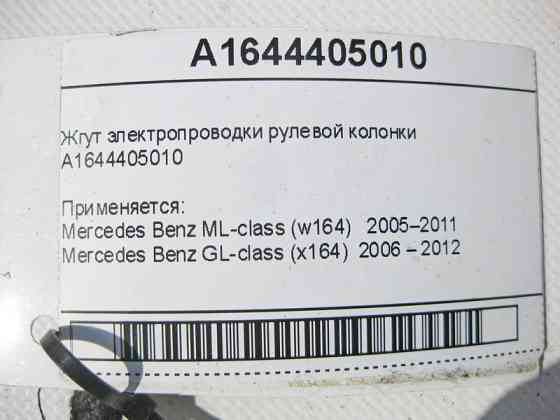 A1644405010
Жгут электропроводки рулевой колонки
A1644405010
Применяется:
Mercedes Benz ML-class (w164) 2005–2011
Mercedes Benz GL-class (x164) 2006 – 2012